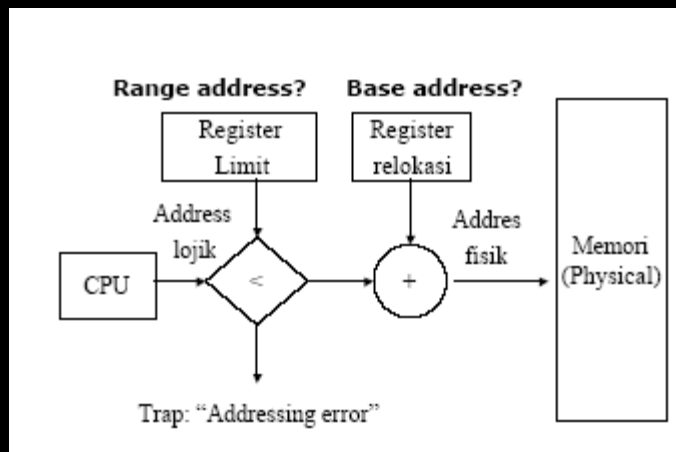 Range address?
Base address?
Register
Limit
Register
relokasi
Address
lojik
Addres
fisik
CPU
<
+
Memori
(Physical)
Trap: “Addressing error”